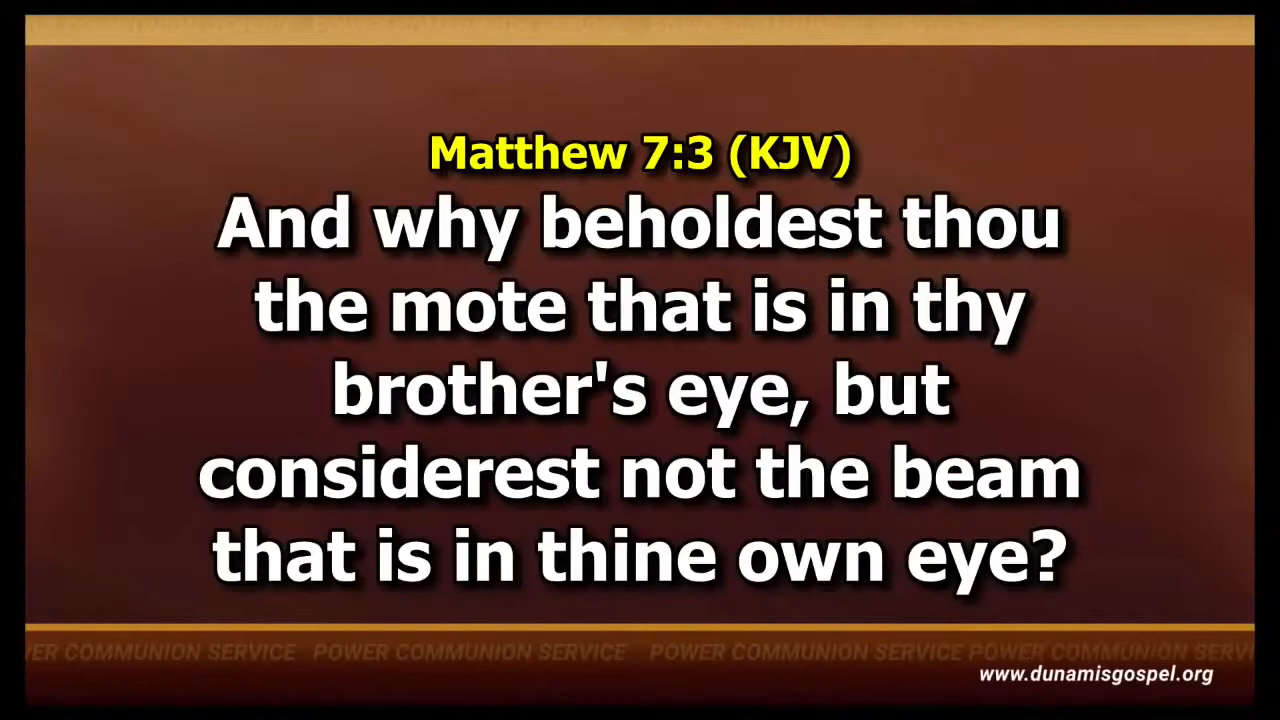 Matthew 7:3 (KJV)
And why beholdest thou
the mote that is in thy
brother's eye, but
considerest not the beam
that is in thine own eye?
ER COMMUNION SERVICE POWER COMMUNION SERVICE POWER COMMUNION SERVICE POWER COMMUNION SERVI
www.dunamisgospel.org